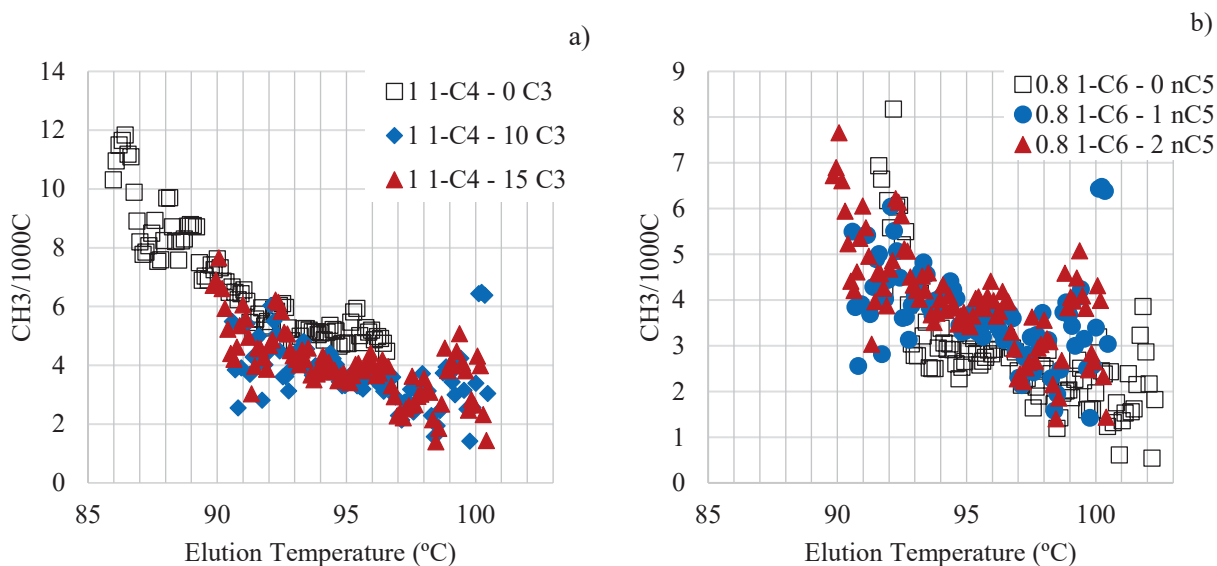 a)
14
12
10
8
6
4
2
0
CH3/1000C
1 1-C4 - 0 C3
1 1-C4 - 10 C3
1 1-C4 - 15 C3
85
90
95
100
Elution Temperature (ºC)
b)
9
8
7
6
5
4
3
2
1
0
CH3/1000C
0.8 1-C6 - 0 nC5
0.8 1-C6 - 1 nC5
0.8 1-C6 - 2 nC5
85
90
95
100
Elution Temperature (ºC)